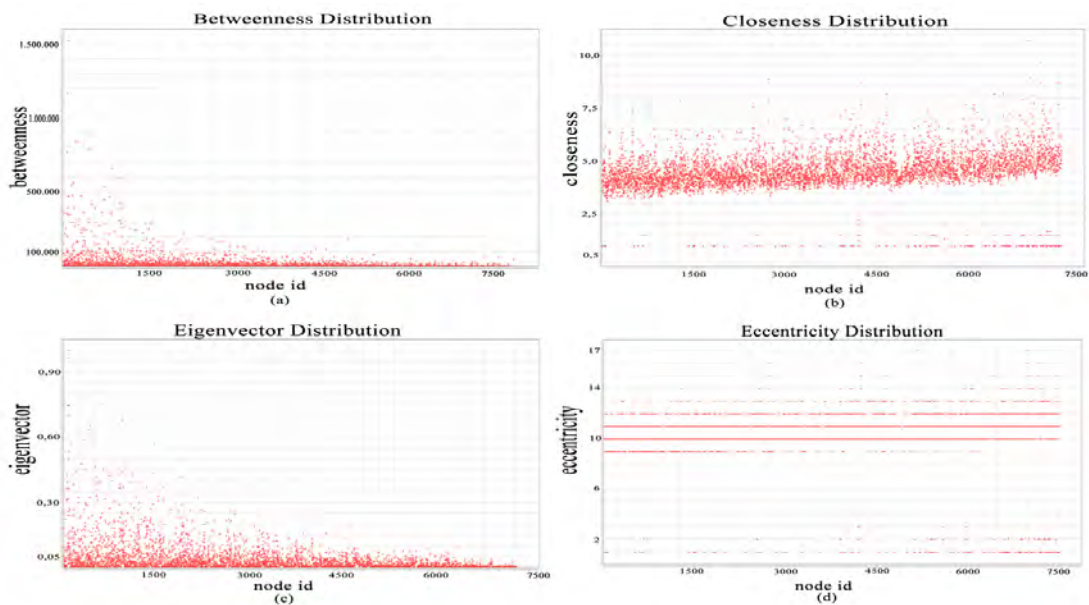 Betweenness Distribution
1.500.000
1.000.000
500.000
100.000
betweenness
1500 3000 4500 6000 7500
node id
(a)
Closeness Distribution
10,0
7,5
5,0
2,5
0,5
closeness
1500 3000 4500 6000 7500
node id
(b)
Eigenvector Distribution
0,90
0,60
0,30
0,05
eigenvector
1500 3000 4500 6000 7500
node id
(c)
Eccentricity Distribution
17
14
10
6
2
eccentricity
1500 3000 4500 6000 7500
node id
(d)